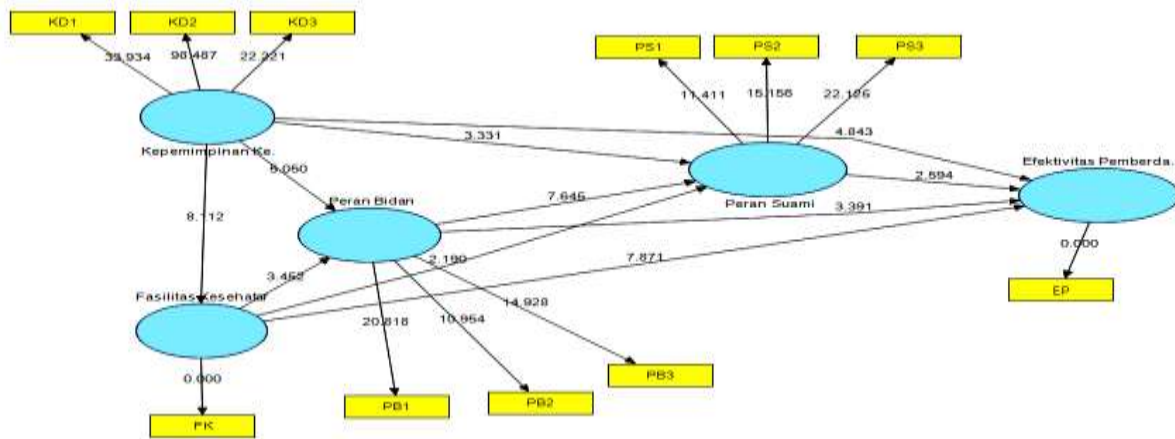 KD1
KD2
KD3
39.934
98.487
22.221
PS1
PS2
PS3
11.411
15.156
22.126
Kepemimpinan Ke.
3.331
4.843
Efektivitas Pemberda.
5.050
Peran Bidan
7.645
Peran Suami
2.594
8.112
3.391
3.452
2.190
7.871
0.000
Fasilitas Kesehatar
14.928
EP
20.818
10.954
0.000
PB3
PB1
PB2
FK